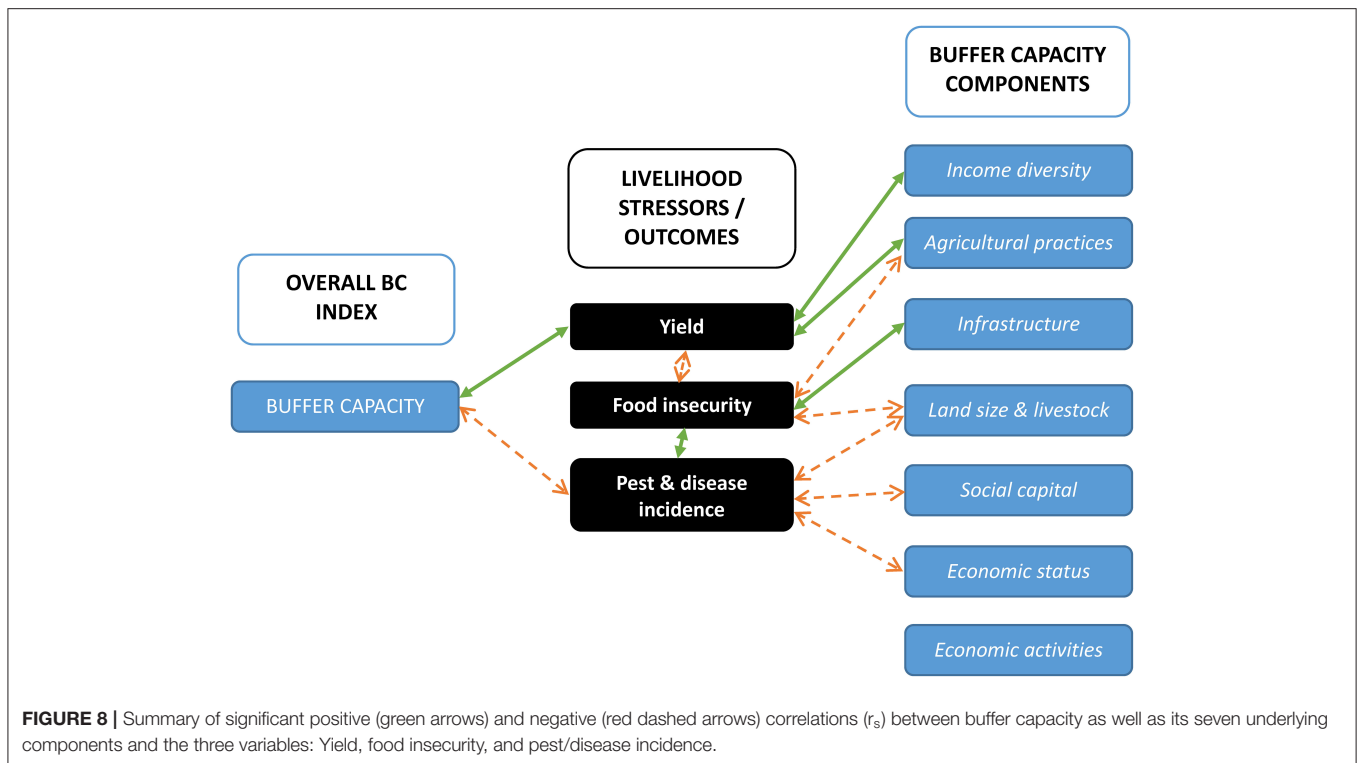 BUFFER CAPACITY
COMPONENTS
LIVELIHOOD
STRESSORS /
OUTCOMES
OVERALL BC
INDEX
BUFFER CAPACITY
Yield
Food insecurity
Pest & disease
incidence
Income diversity
Agricultural practices
Infrastructure
Land size & livestock
Social capital
Economic status
Economic activities
FIGURE 8 | Summary of significant positive (green arrows) and negative (red dashed arrows) correlations (rs) between buffer capacity as well as its seven underlying
components and the three variables: Yield, food insecurity, and pest/disease incidence.